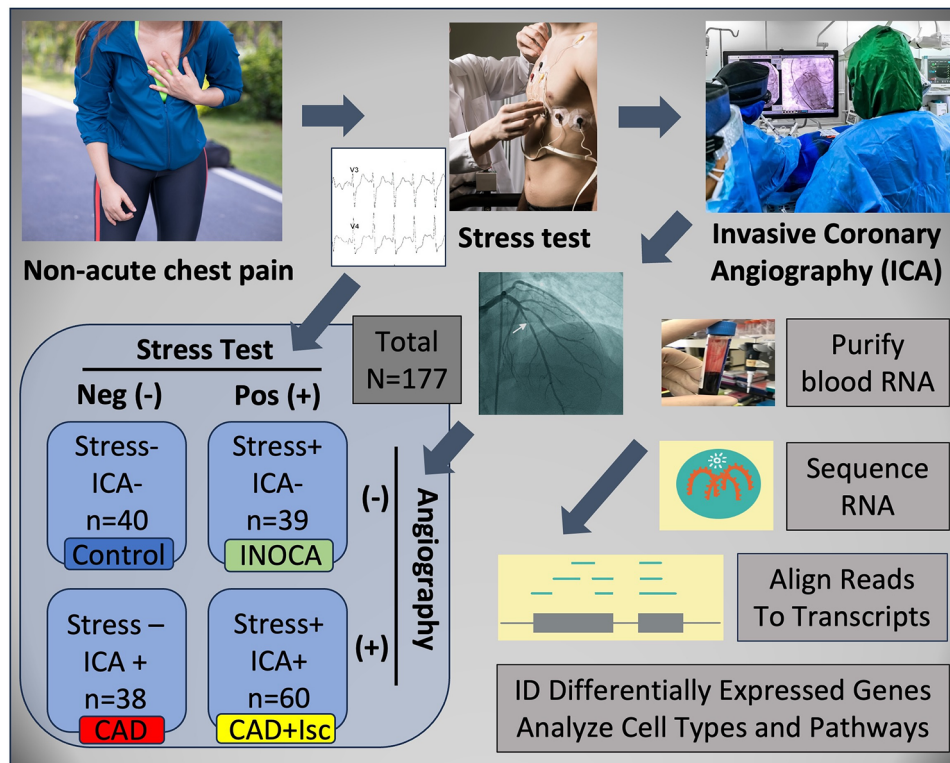 Non-acute chest pain
V3
V4
Stress test
Invasive Coronary
Angiography (ICA)
Stress Test
Neg (-)
Pos (+)
Total
N=177
Stress-
ICA-
n=40
Control
Stress+
ICA-
n=39
INOCA
Stress –
ICA +
n=38
CAD
Stress+
ICA+
n=60
CAD+Isc
(-)
(+)
Angiography
Purify
blood RNA
Sequence
RNA
Align Reads
To Transcripts
ID Differentially Expressed Genes
Analyze Cell Types and Pathways